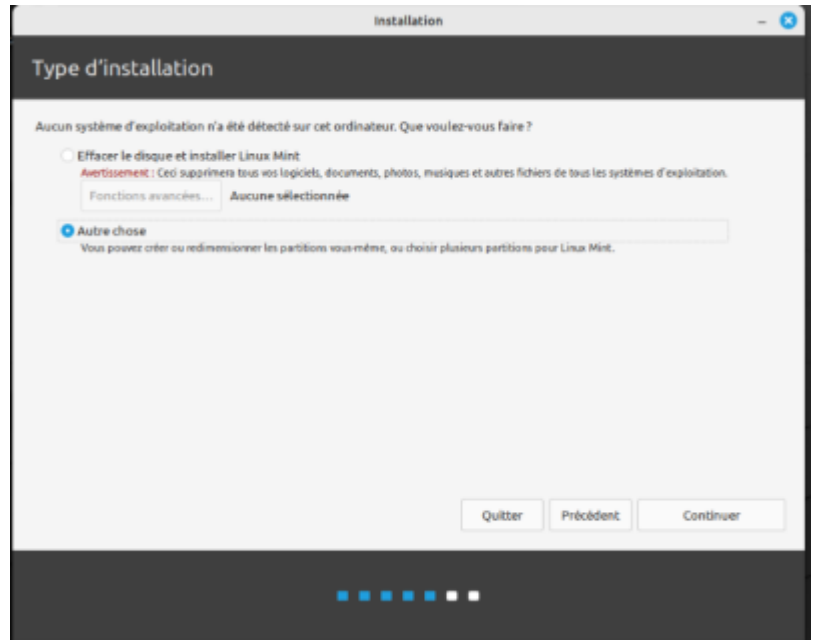 Installation
Type d'installation
Aucun système d'exploitation n'a été détecté sur cet ordinateur. Que voulez-vous faire ?
Effacer le disque et installer Linux Mint
Avertissement : Ceci supprimera tous vos logiciels, documents, photos, musiques et autres fichiers de tous les systèmes d'exploitation.
Fonctions avancées... Aucune sélectionnée
Autre chose
Vous pouvez créer ou redimensionner les partitions vous-même, ou choisir plusieurs partitions pour Linux Mint.
Quitter Précédent Continuer